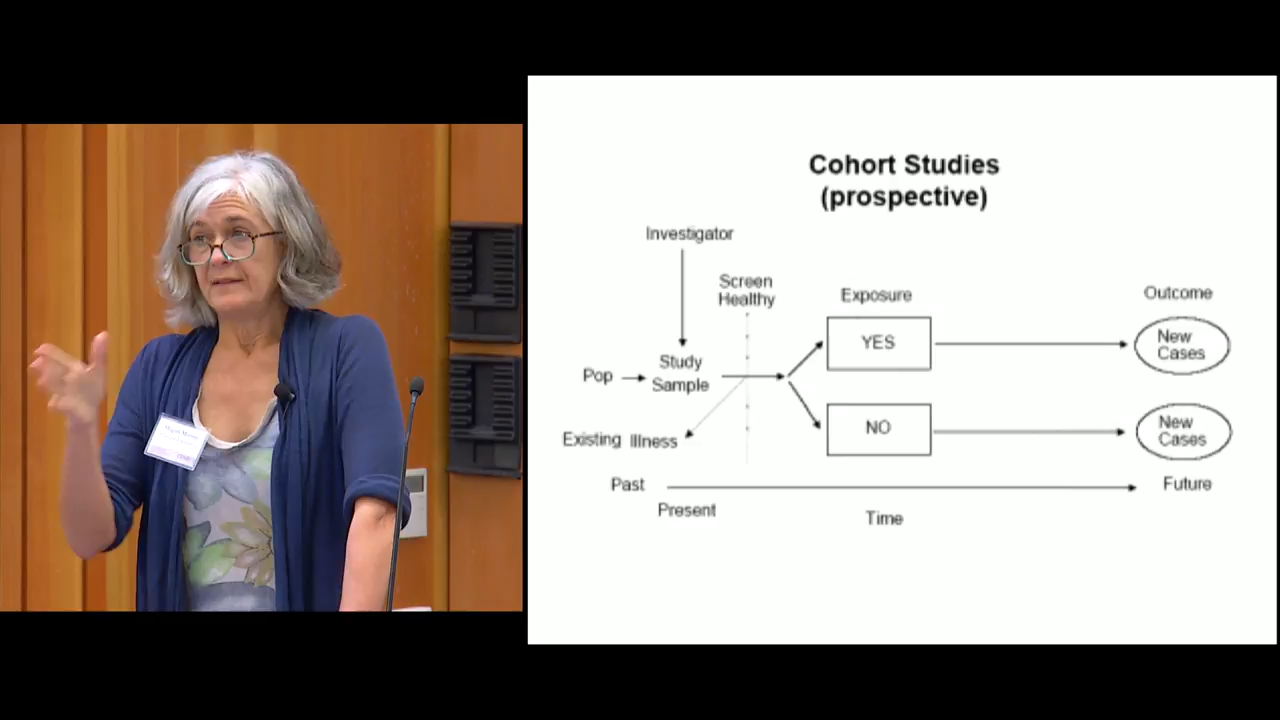 Cohort Studies
(prospective)
Investigator
Screen
Healthy
Exposure
Outcome
YES
New
Cases
Pop
Study
Sample
NO
New
Cases
Existing Illness
Past
Future
Present
Time